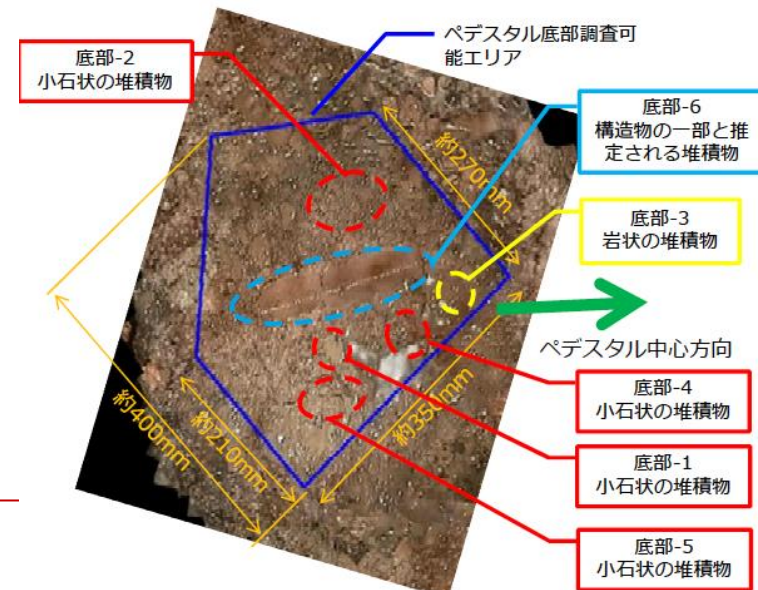 底部-2
小石状の堆積物
ペデスタル底部調査可
能エリア
底部-6
構造物の一部と推
定される堆積物
約270mm
底部-3
岩状の堆積物
ペデスタル中心方向
底部-4
小石状の堆積物
約350mm
約210mm
約400mm
底部-1
小石状の堆積物
底部-5
小石状の堆積物